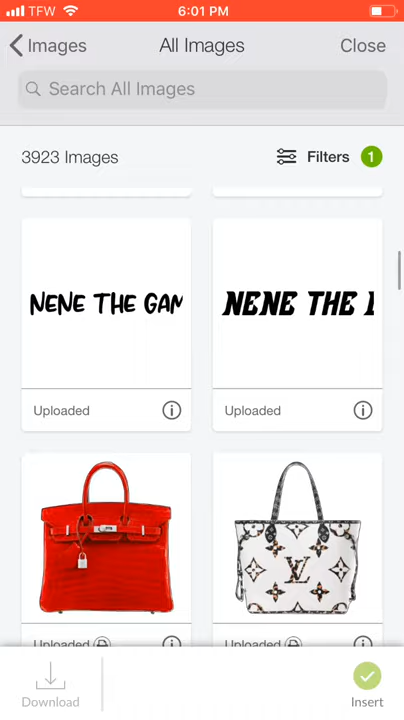 TFW 6:01 PM
Images All Images Close
Search All Images
3923 Images Filters 1
NENE THE GAM
NENE THE
Uploaded Uploaded
LV
Uploaded Uploaded
Download Insert